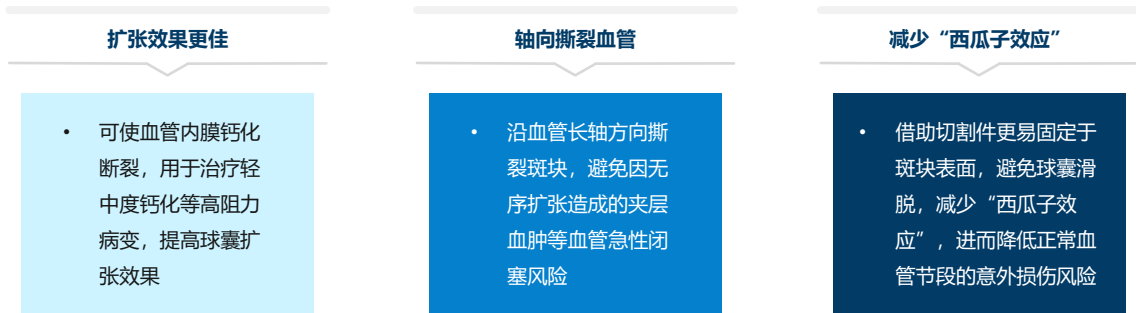 扩张效果更佳
• 可使血管内膜钙化
断裂，用于治疗轻
中度钙化等高阻力
病变，提高球囊扩
张效果
轴向撕裂血管
• 沿血管长轴方向撕
裂斑块，避免因无
序扩张造成的夹层
血肿等血管急性闭
塞风险
减少“西瓜子效应”
• 借助切割件更易固定于
斑块表面，避免球囊滑
脱，减少“西瓜子效
应”，进而降低正常血
管节段的意外损伤风险